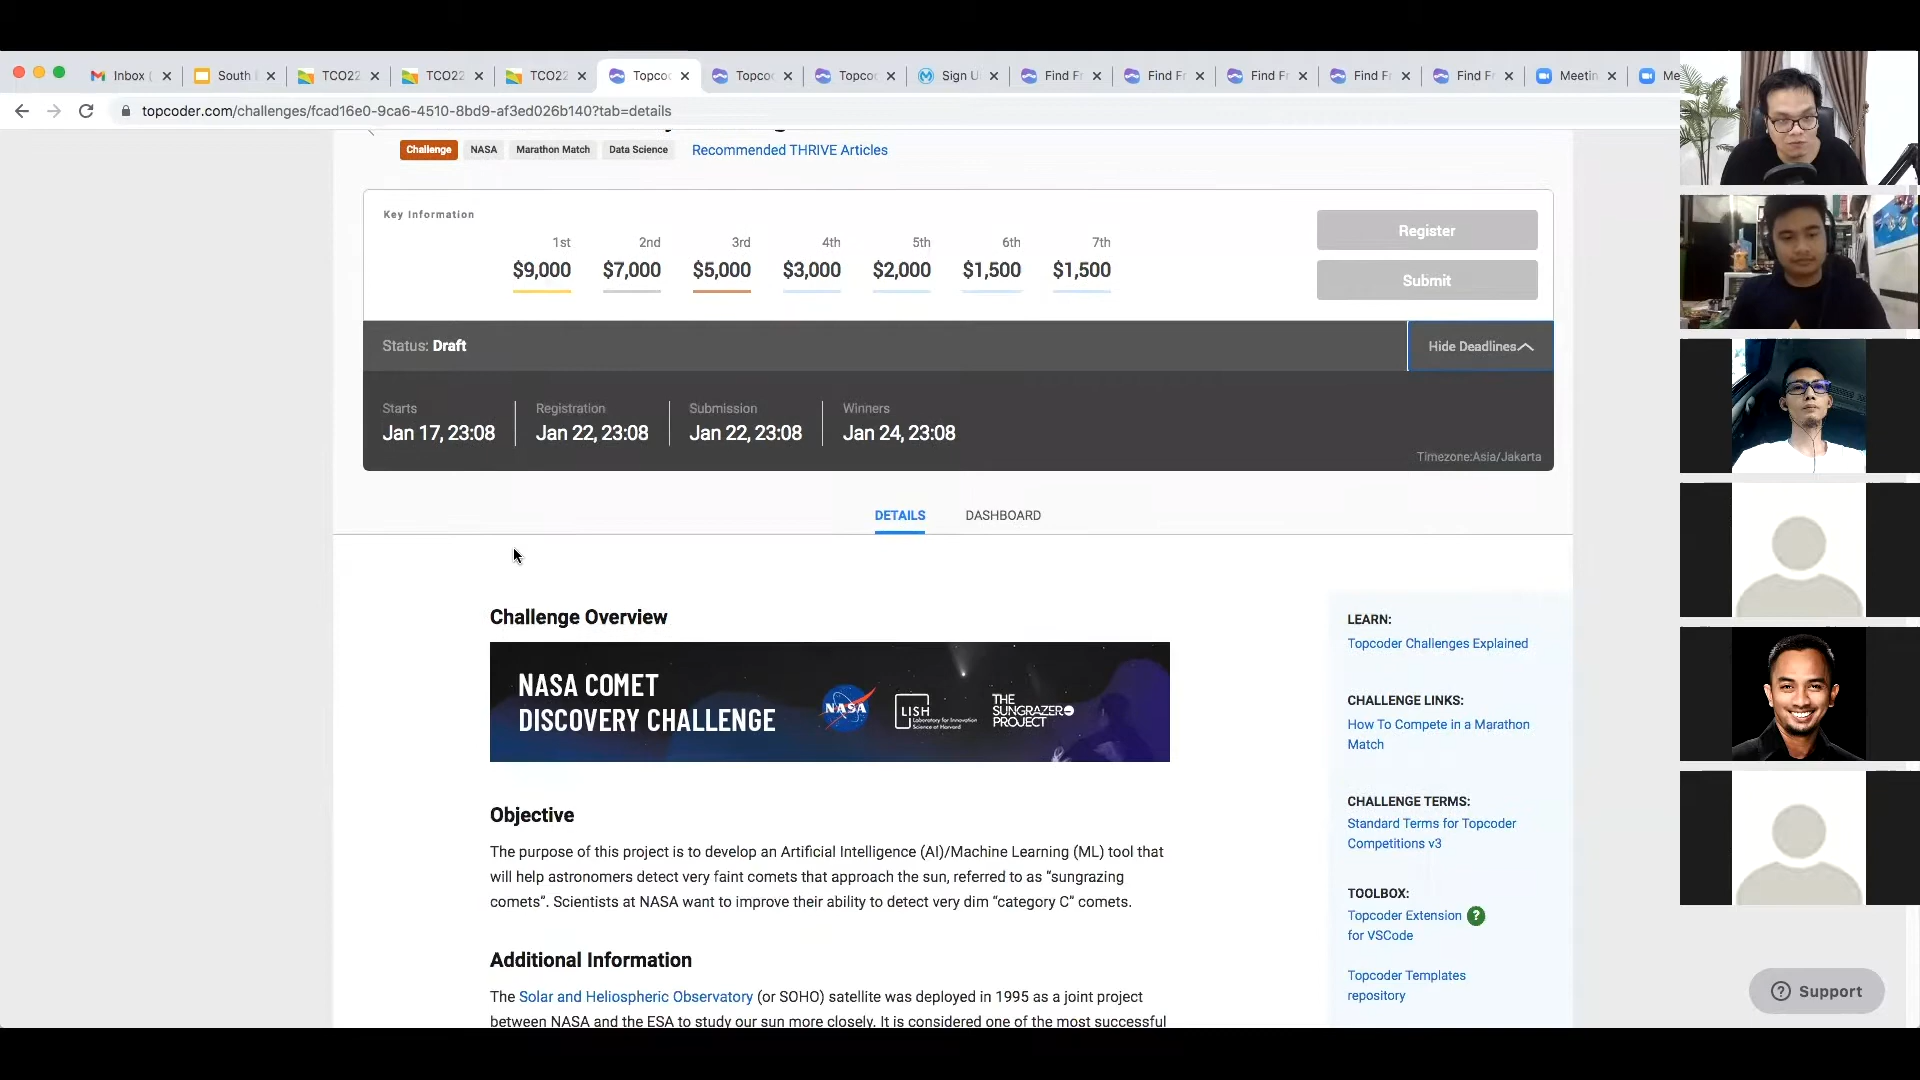 Inbox (
South
TCO22
TCO22
TCO22
Topco
Topco
Topco
Sign U
Find Fr
Find Fr
Find Fr
Find Fr
Find Fr
Meetin
Me
topcoder.com/challenges/fcad16e0-9ca6-4510-8bd9-af3ed026b140?tab=details
Challenge
NASA
Marathon Match
Data Science
Recommended THRIVE Articles
Key Information
1st
2nd
3rd
4th
5th
6th
7th
$9,000
$7,000
$5,000
$3,000
$2,000
$1,500
$1,500
Register
Submit
Status: Draft
Hide Deadlines
Starts
Registration
Submission
Winners
Jan 17, 23:08
Jan 22, 23:08
Jan 22, 23:08
Jan 24, 23:08
Timezone:Asia/Jakarta
DETAILS
DASHBOARD
Challenge Overview
NASA COMET
DISCOVERY CHALLENGE
NASA
LISH
Laboratory for Innovation
Science at Harvard
THE
SUNGRAZER
PROJECT
Objective
The purpose of this project is to develop an Artificial Intelligence (AI)/Machine Learning (ML) tool that
will help astronomers detect very faint comets that approach the sun, referred to as “sungrazing
comets”. Scientists at NASA want to improve their ability to detect very dim “category C” comets.
Additional Information
The Solar and Heliospheric Observatory (or SOHO) satellite was deployed in 1995 as a joint project
between NASA and the ESA to study our sun more closely. It is considered one of the most successful
LEARN:
Topcoder Challenges Explained
CHALLENGE LINKS:
How To Compete in a Marathon
Match
CHALLENGE TERMS:
Standard Terms for Topcoder
Competitions v3
TOOLBOX:
Topcoder Extension ?
for VSCode
Topcoder Templates
repository
? Support